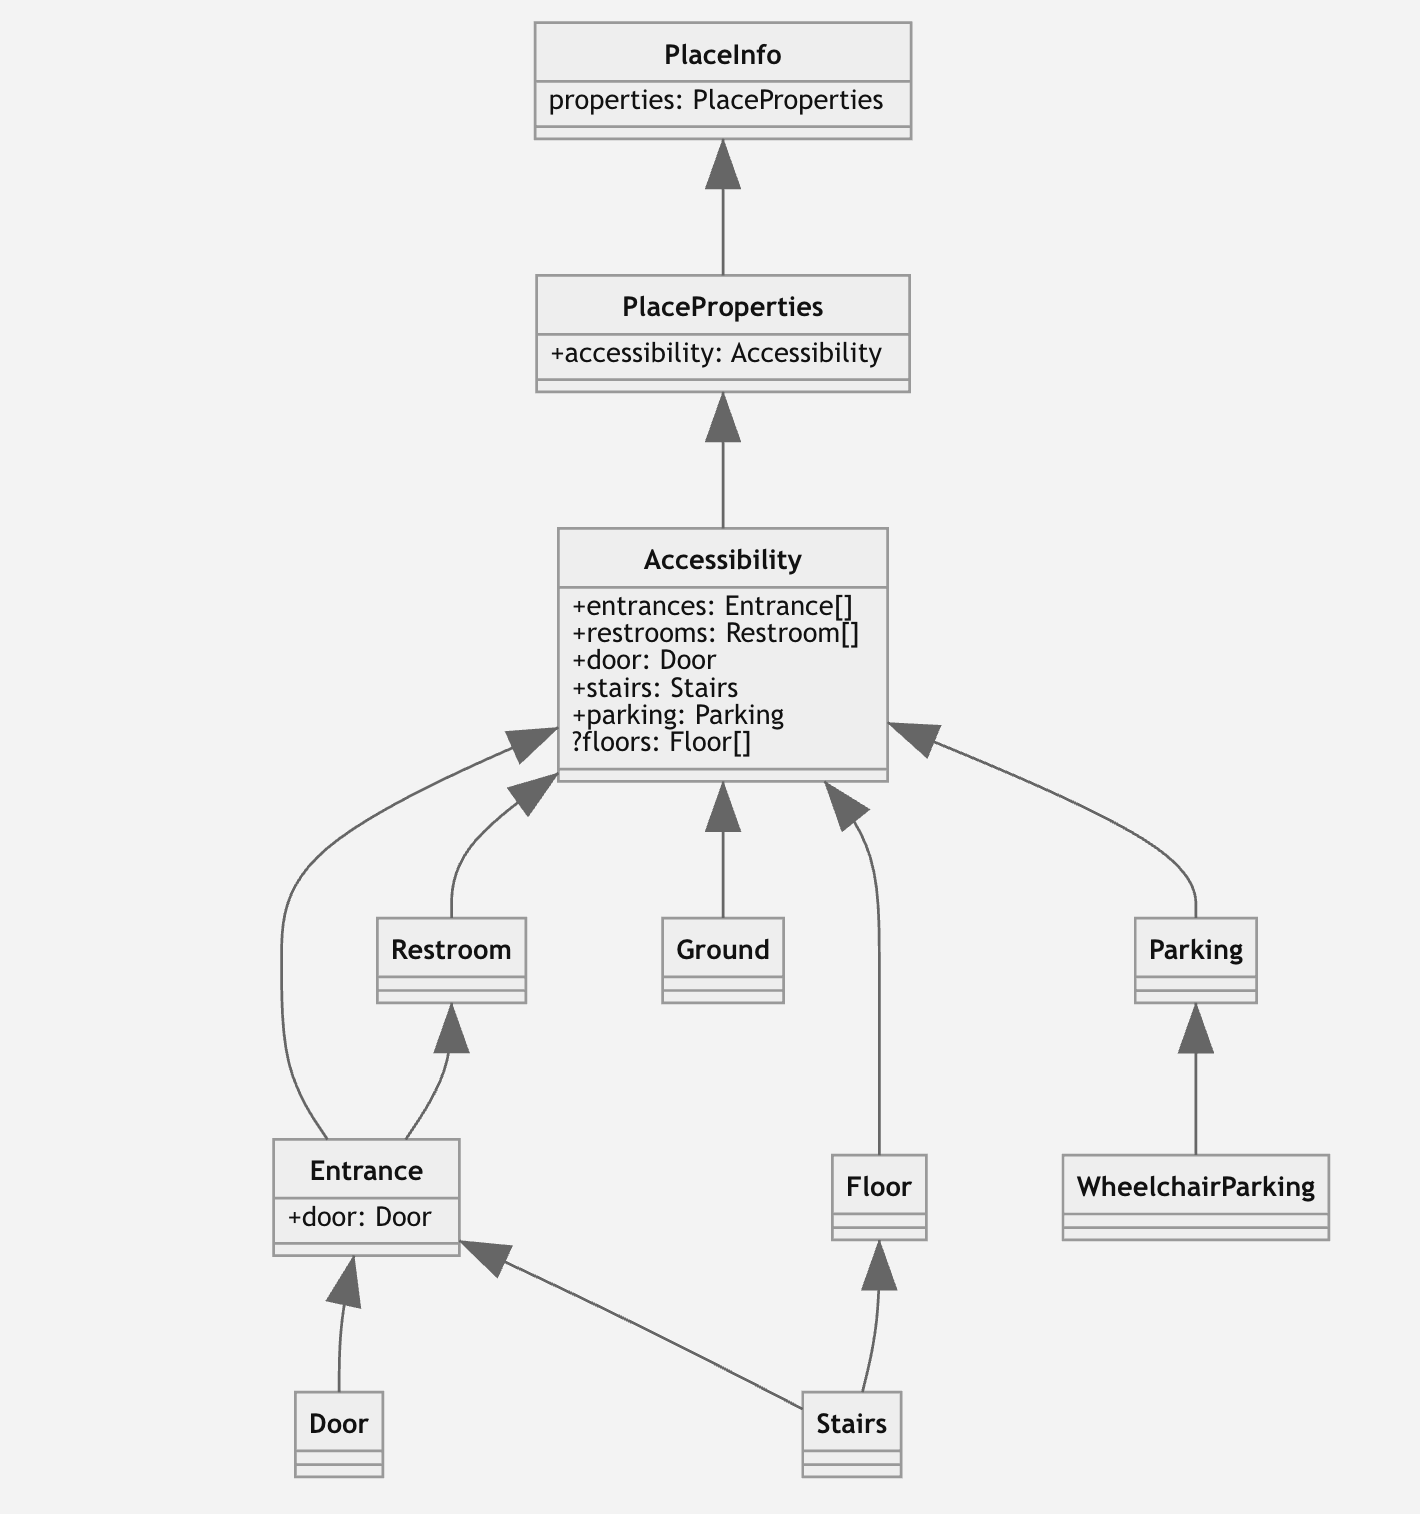 PlaceInfo
properties: PlaceProperties
PlaceProperties
+accessibility: Accessibility
Accessibility
+entrances: Entrance[]
+restrooms: Restroom[]
+door: Door
+stairs: Stairs
+parking: Parking
?floors: Floor[]
Restroom
Ground
Parking
Entrance
+door: Door
Floor
WheelchairParking
Door
Stairs